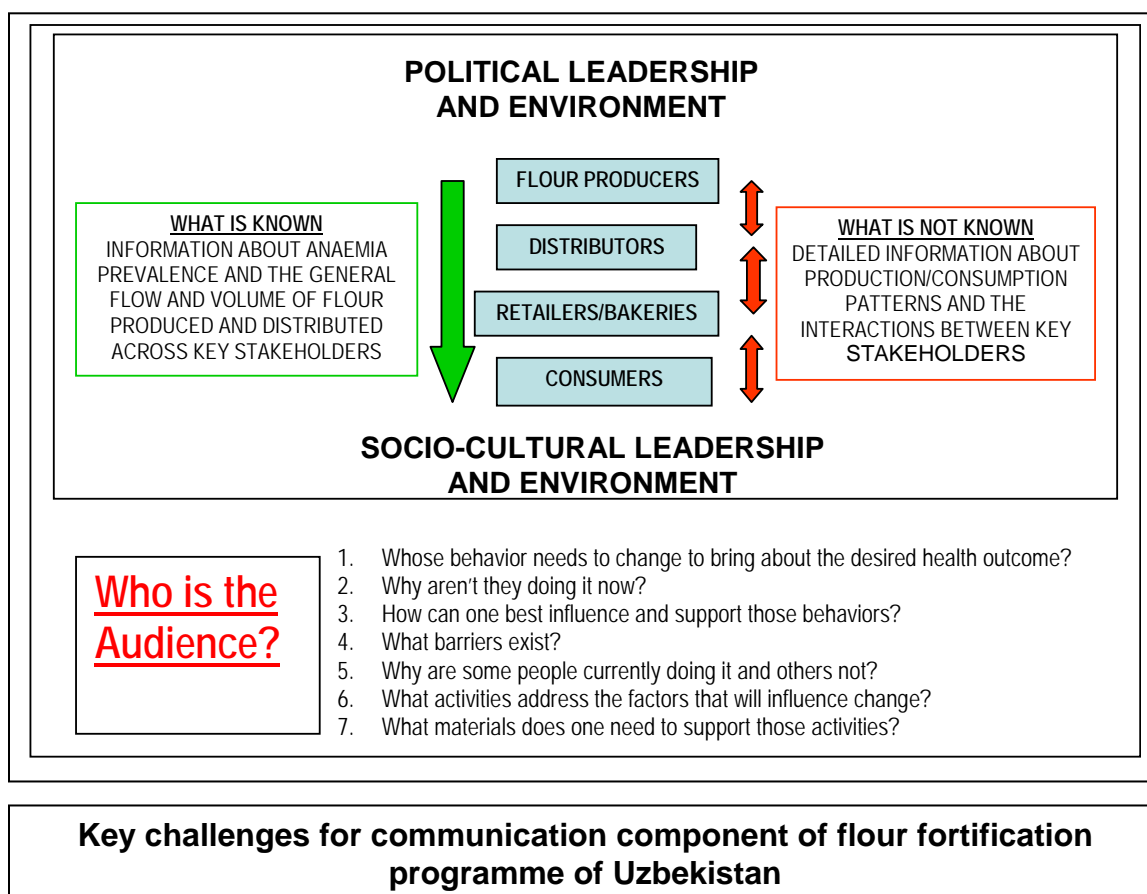 POLITICAL LEADERSHIP
AND ENVIRONMENT
FLOUR PRODUCERS
DISTRIBUTORS
RETAILERS/BAKERIES
CONSUMERS
WHAT IS KNOWN
INFORMATION ABOUT ANAEMIA
PREVALENCE AND THE GENERAL
FLOW AND VOLUME OF FLOUR
PRODUCED AND DISTRIBUTED
ACROSS KEY STAKEHOLDERS
WHAT IS NOT KNOWN
DETAILED INFORMATION ABOUT
PRODUCTION/CONSUMPTION
PATTERNS AND THE
INTERACTIONS BETWEEN KEY
STAKEHOLDERS
SOCIO-CULTURAL LEADERSHIP
AND ENVIRONMENT
Who is the
Audience?
1. Whose behavior needs to change to bring about the desired health outcome?
2. Why aren't they doing it now?
3. How can one best influence and support those behaviors?
4. What barriers exist?
5. Why are some people currently doing it and others not?
6. What activities address the factors that will influence change?
7. What materials does one need to support those activities?
Key challenges for communication component of flour fortification
programme of Uzbekistan